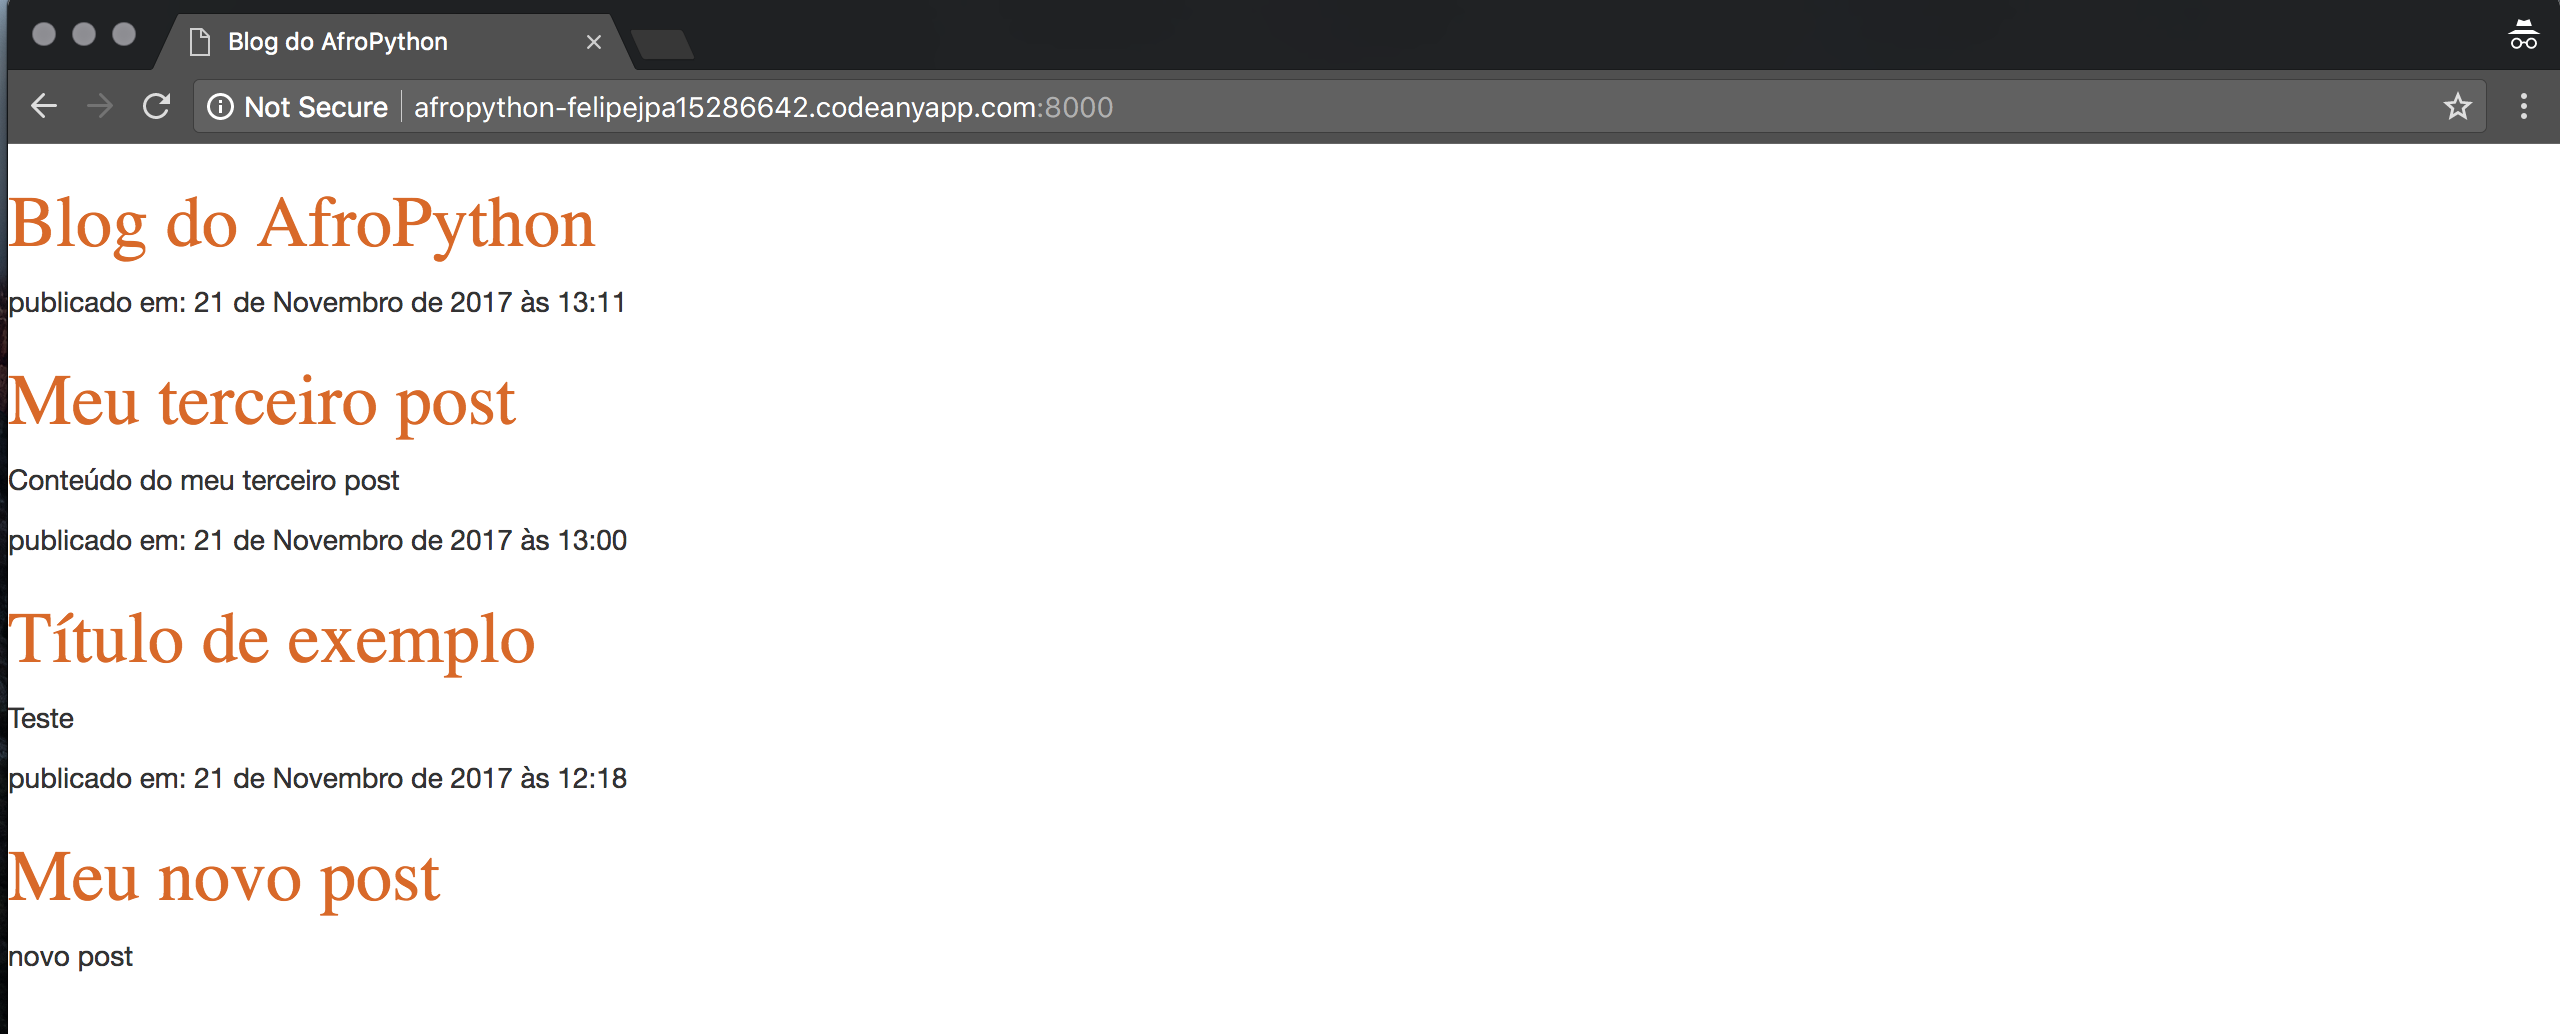 Blog do AfroPython
Not Secure afropython-felipejpa15286642.codeanyapp.com:8000
Blog do AfroPython
publicado em: 21 de Novembro de 2017 às 13:11
Meu terceiro post
Conteúdo do meu terceiro post
publicado em: 21 de Novembro de 2017 às 13:00
Título de exemplo
Teste
publicado em: 21 de Novembro de 2017 às 12:18
Meu novo post
novo post